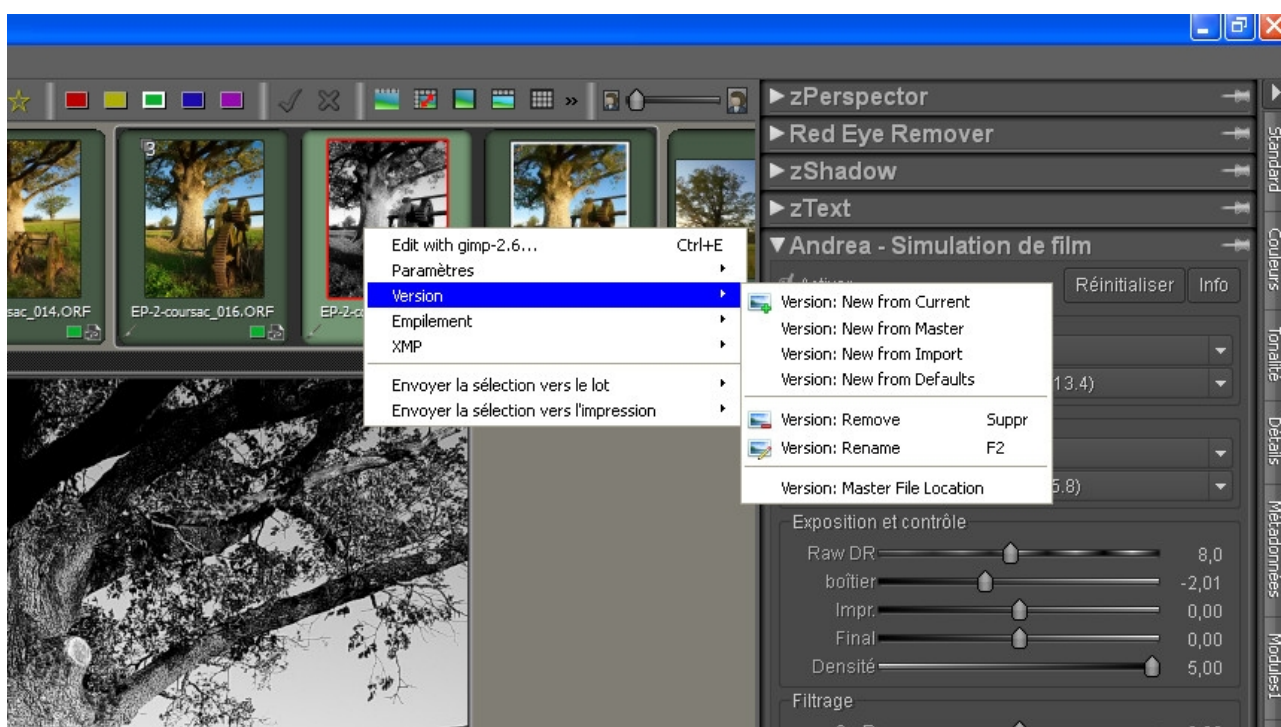 »
zPerspector
Red Eye Remover
zShadow
zText
Andrea - Simulation de film
Réinitialiser Info
3
sac_014.ORF
EP-2-coursac_016.ORF
Edit with gimp-2.6... Ctrl+E
Paramètres
Version
Empilement
XMP
Envoyer la sélection vers le lot
Envoyer la sélection vers l'impression
Version: New from Current
Version: New from Master
Version: New from Import
Version: New from Defaults
Version: Remove Suppr
Version: Rename F2
Version: Master File Location
13.4)
5.8)
Exposition et contrôle
Raw DR 8,0
boîtier -2,01
Impr. 0,00
Final 0,00
Densité 5,00
Filtrage
Standard
Couleurs
Tonalité
Détails
Métadonnées
Modules1